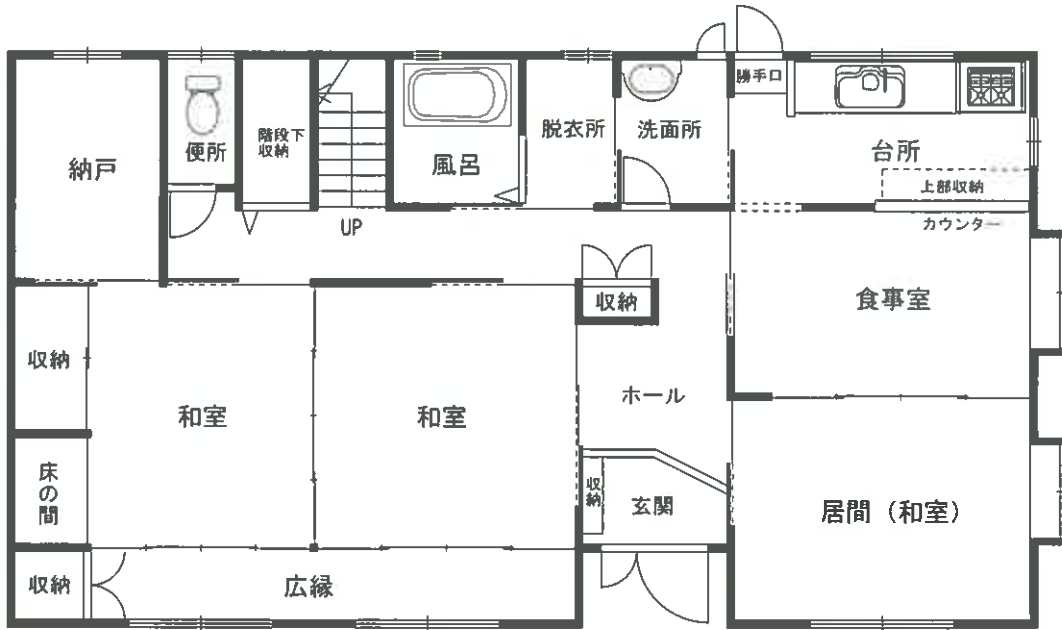 勝手口
納戸
便所
階段下
収納
UP
風呂
脱衣所
洗面所
台所
上部収納
カウンター
食事室
収納
収納
和室
和室
ホール
床の間
収納
玄関
居間（和室）
収納
広縁